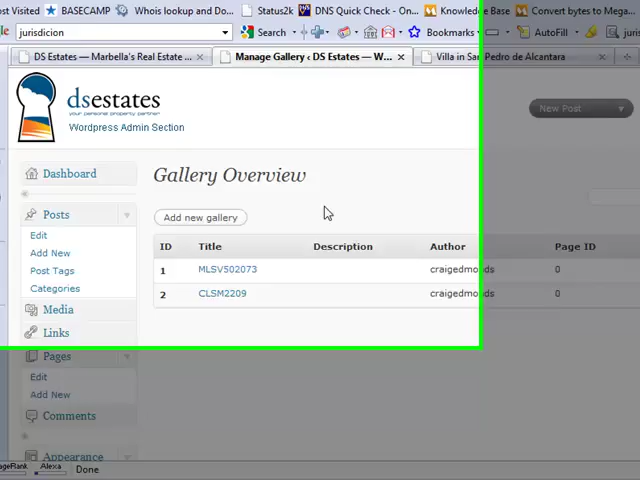 ost Visited BASECAMP Whois lookup and Do... Status2k DNS Quick Check - On... Knowledge Base Convert bytes to Mega...
le jurisdicion Search Bookmarks AutoFill juris
DS Estates — Marbella's Real Estate ... Manage Gallery ‹ DS Estates — W... Villa in San Pedro de Alcantara
dsestates
your personal property partner
Wordpress Admin Section
New Post
Dashboard
Gallery Overview
Posts
Add new gallery
Edit
ID Title Description Author Page ID
Add New
1 MLSV502073 craigedmonds 0
Post Tags
Categories
2 CLSM2209 craigedmonds 0
Media
Links
Pages
Edit
Add New
Comments
Appearance
ageRank Alexa Done